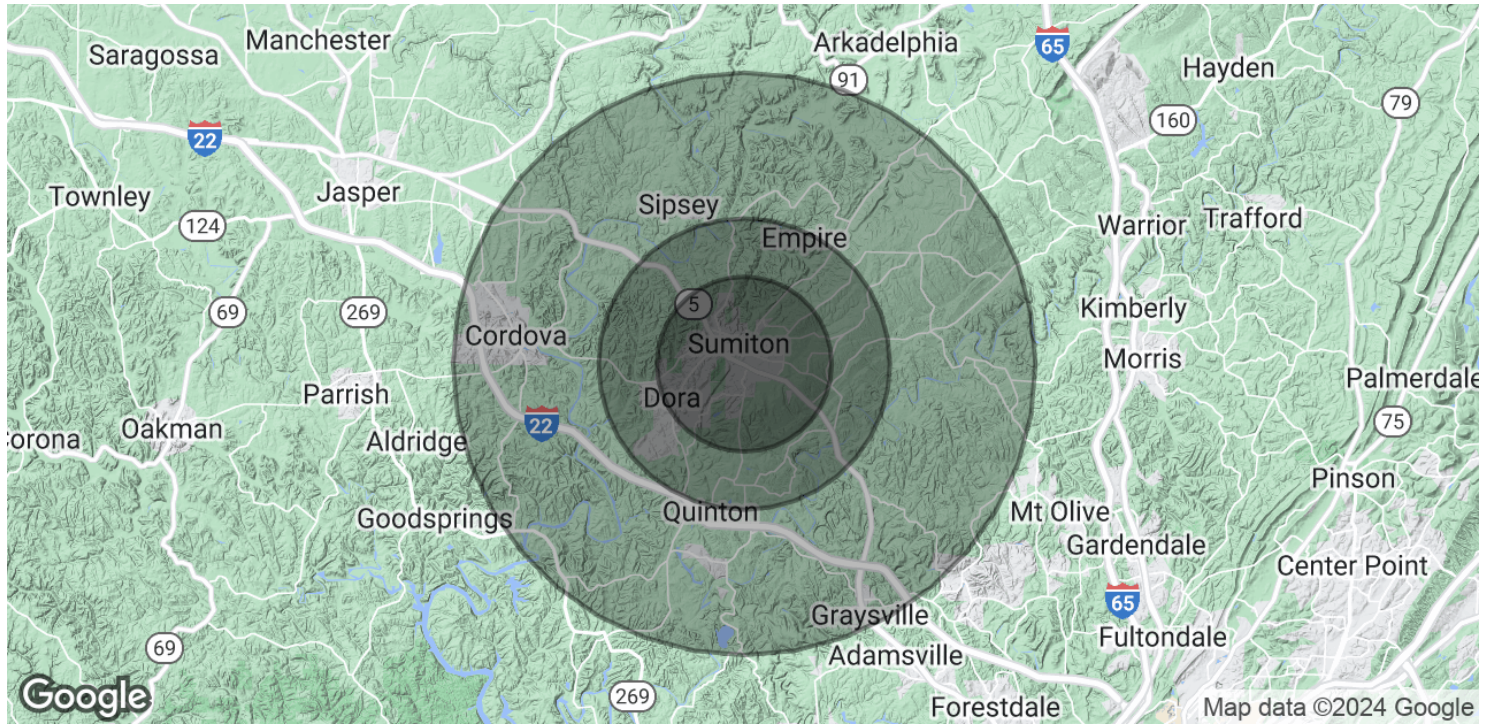 Manchester
Saragossa
Arkadelphia
65
Hayden
91
79
160
22
Jasper
Townley
Sipsey
124
Warrior
Trafford
Empire
5
69
269
Kimberly
Cordova
Sumiton
Morris
Palmerdale
Parrish
Dora
75
22
Oakman
Aldridge
Pinson
Quinton
Mt Olive
Goodsprings
Gardendale
Center Point
65
Graysville
Fultondale
69
Adamsville
269
Google
Forestdale
Map data ©2024 Google